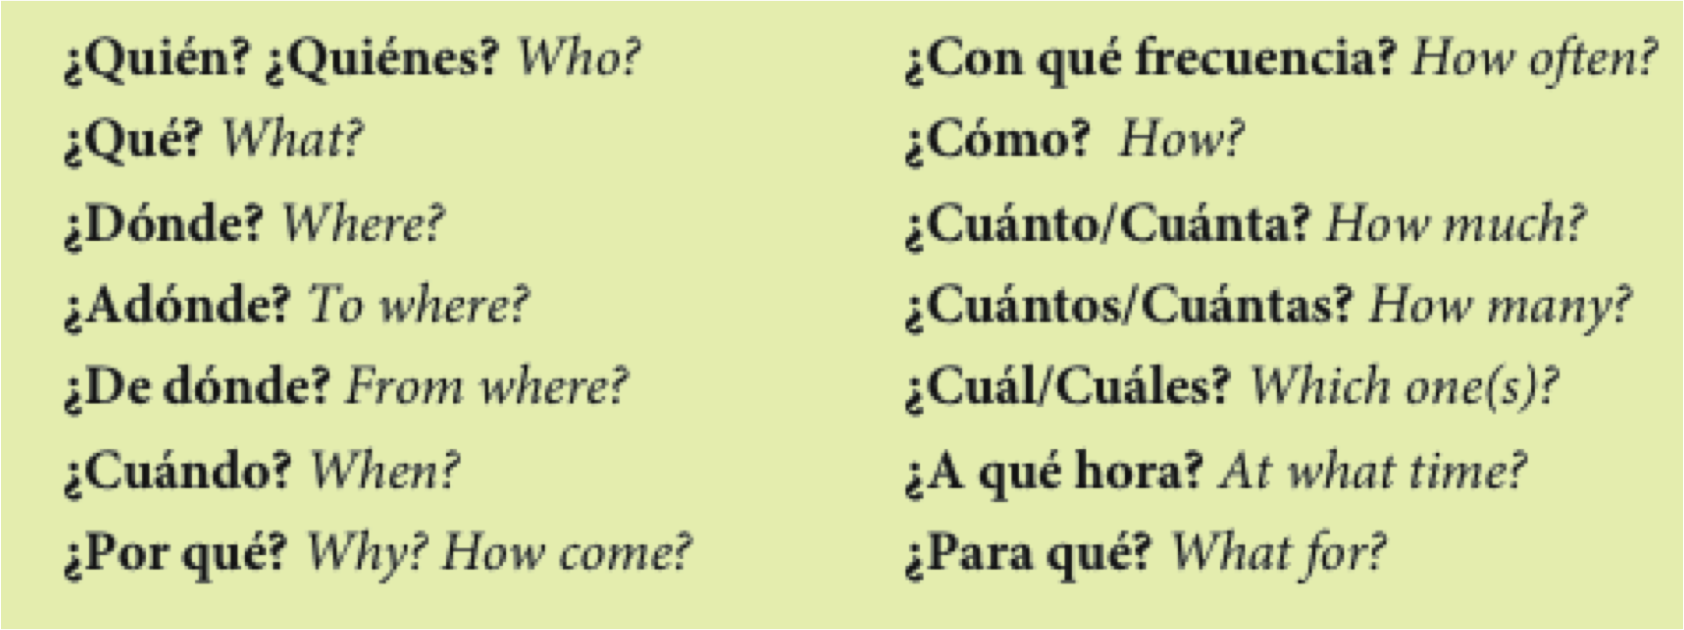 ¿Quién? ¿Quiénes? Who?
¿Qué? What?
¿Dónde? Where?
¿Adónde? To where?
¿De dónde? From where?
¿Cuándo? When?
¿Por qué? Why? How come?
¿Con qué frecuencia? How often?
¿Cómo? How?
¿Cuánto/Cuánta? How much?
¿Cuántos/Cuántas? How many?
¿Cuál/Cuáles? Which one(s)?
¿A qué hora? At what time?
¿Para qué? What for?